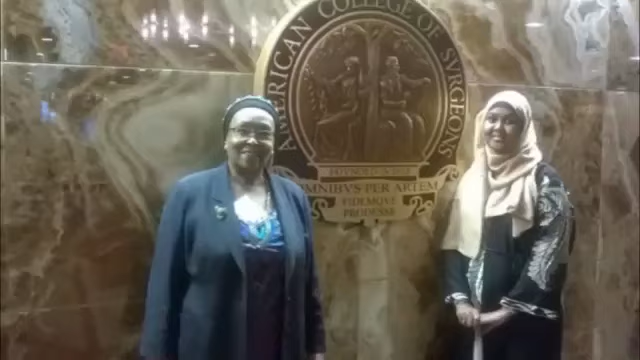 AMERICAN COLLEGE OF SVRGEONS
OMNIBVS PER ARTEM
FIDEMQVE
PRODESSE